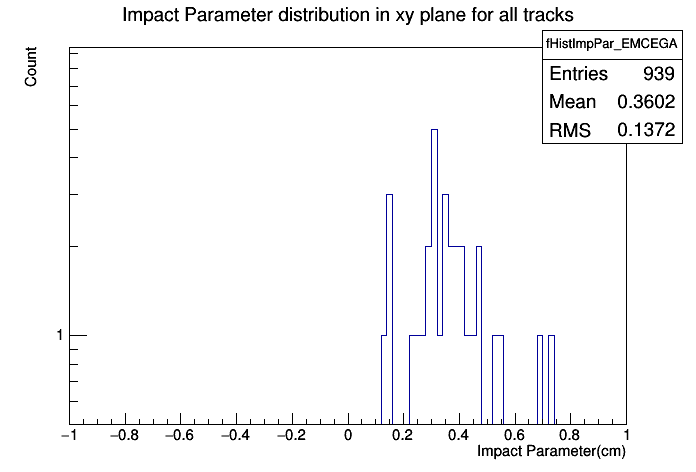 Impact Parameter distribution in xy plane for all tracks
Count
fHistImpPar_EMCEGA
Entries 939
Mean 0.3602
RMS 0.1372
1
−1 −0.8 −0.6 −0.4 −0.2 0 0.2 0.4 0.6 0.8 1
Impact Parameter(cm)